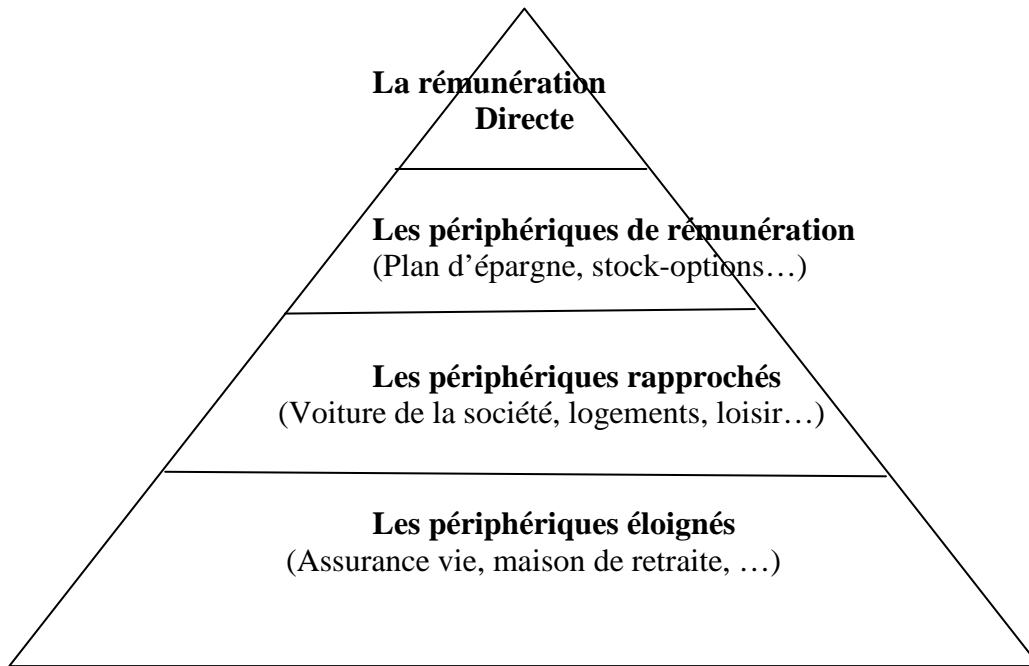 La rémunération
Directe
Les périphériques de rémunération
(Plan d’épargne, stock-options…)
Les périphériques rapprochés
(Voiture de la société, logements, loisir…)
Les périphériques éloignés
(Assurance vie, maison de retraite, …)